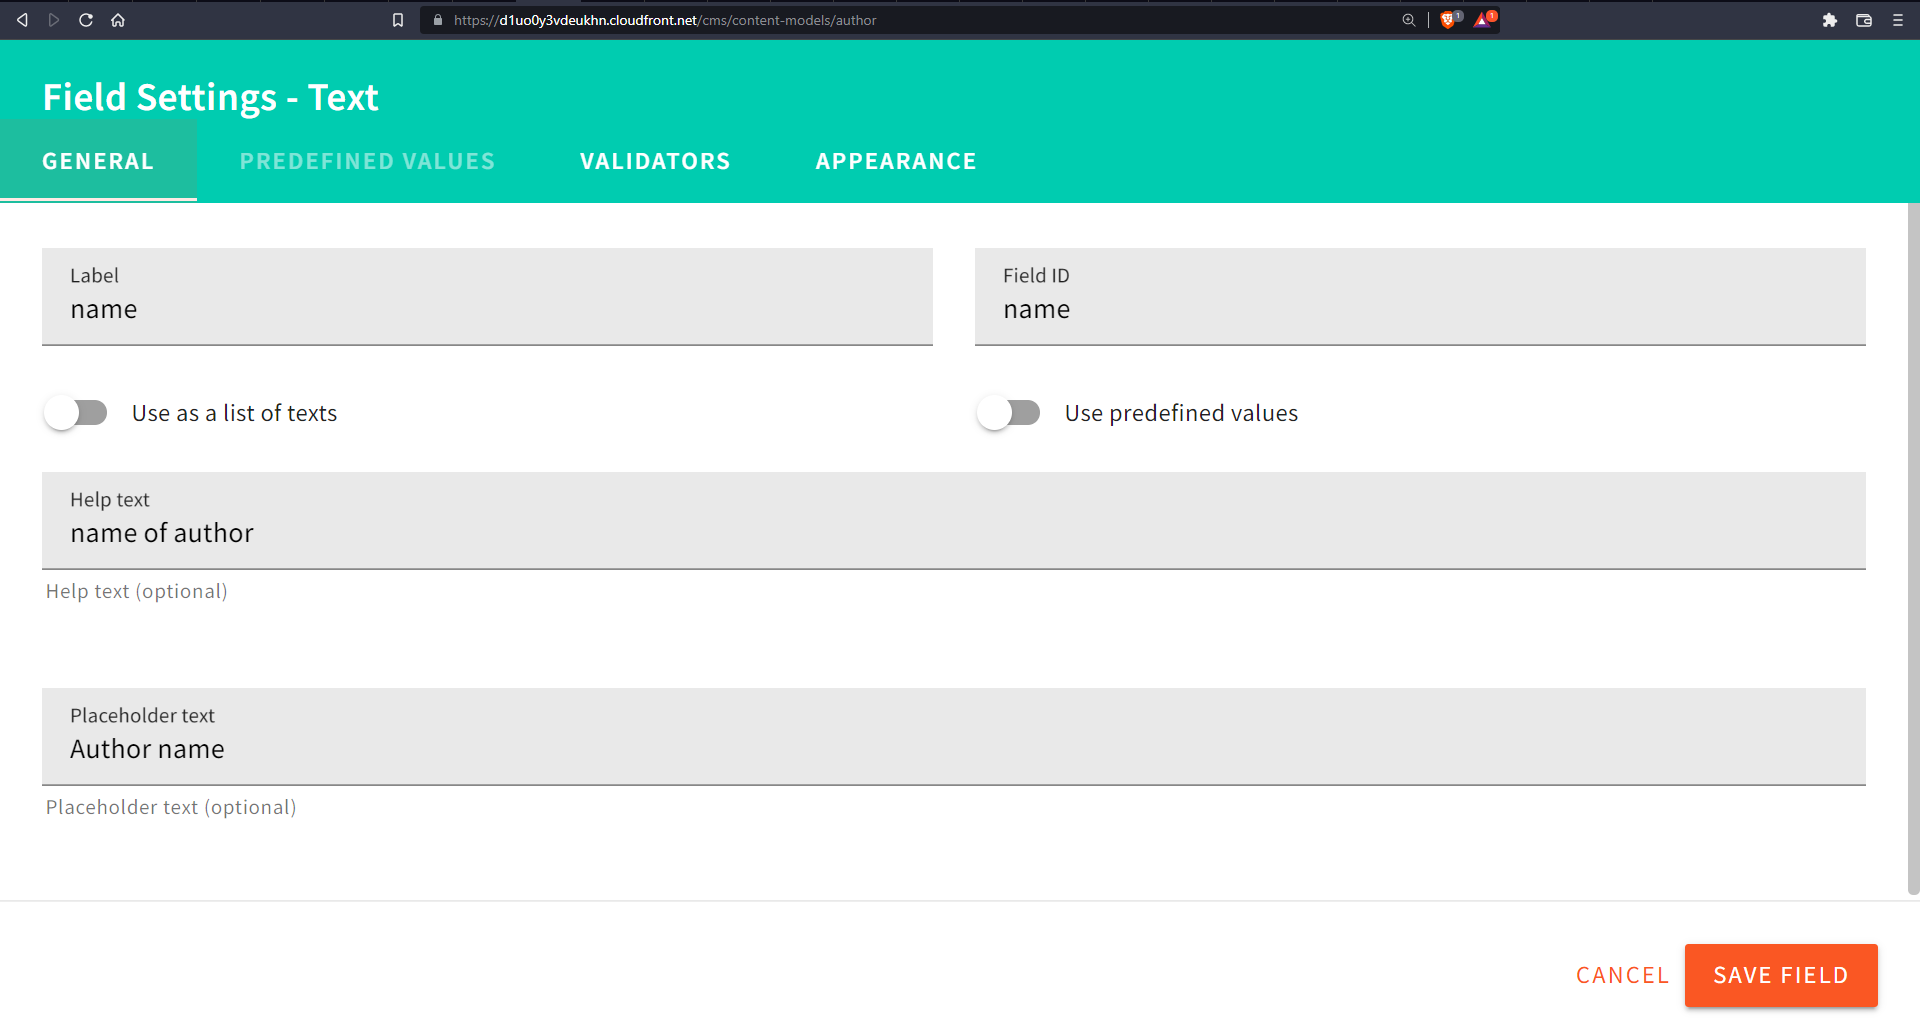 https://d1uo0y3vdeukhn.cloudfront.net/cms/content-models/author
1
1
Field Settings - Text
GENERAL
PREDEFINED VALUES
VALIDATORS
APPEARANCE
Label
name
Field ID
name
Use as a list of texts
Use predefined values
Help text
name of author
Help text (optional)
Placeholder text
Author name
Placeholder text (optional)
CANCEL
SAVE FIELD